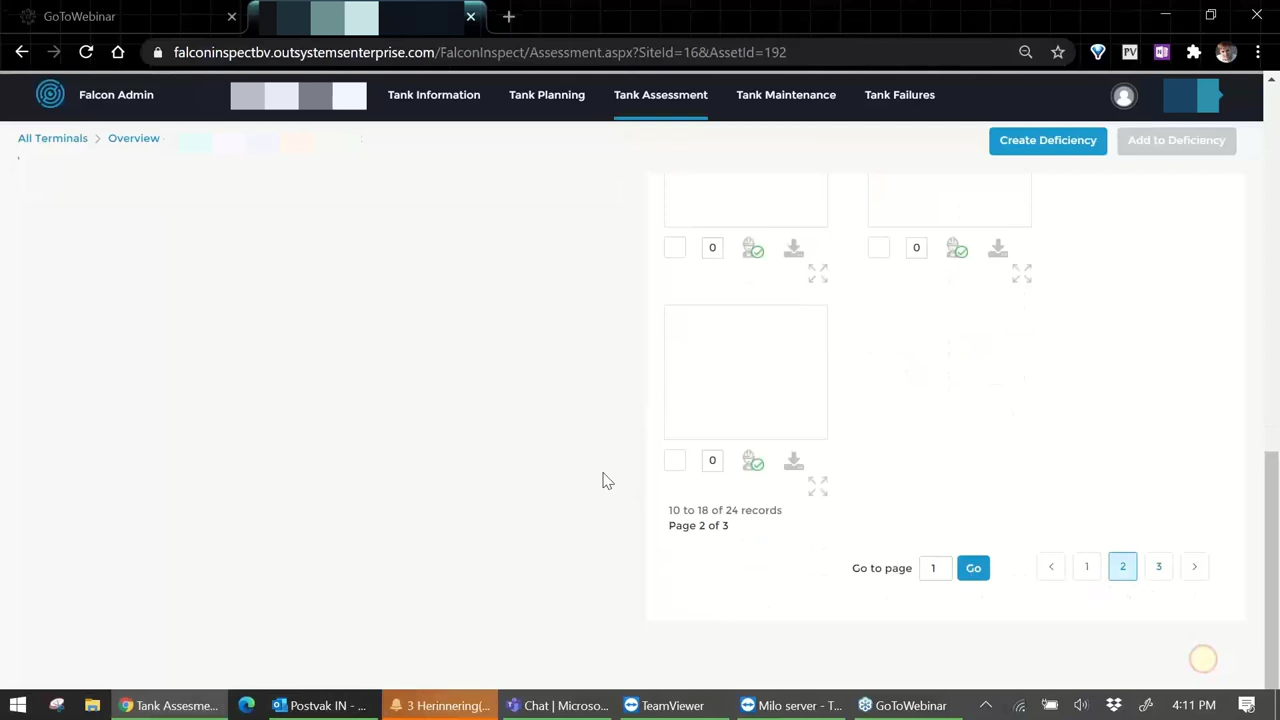 GoToWebinar
falconinspectbv.outsystemsenterprise.com/FalconInspect/Assessment.aspx?SiteId=16&AssetId=192
PV
N
Falcon Admin
Tank Information
Tank Planning
Tank Assessment
Tank Maintenance
Tank Failures
All Terminals > Overview
Create Deficiency
Add to Deficiency
0
0
0
10 to 18 of 24 records
Page 2 of 3
Go to page 1 Go
< 1 2 3 >
Tank Assesme...
Postvak IN - ...
3 Herinnering(...
Chat | Microso...
TeamViewer
Milo server - T...
GoToWebinar
4:11 PM